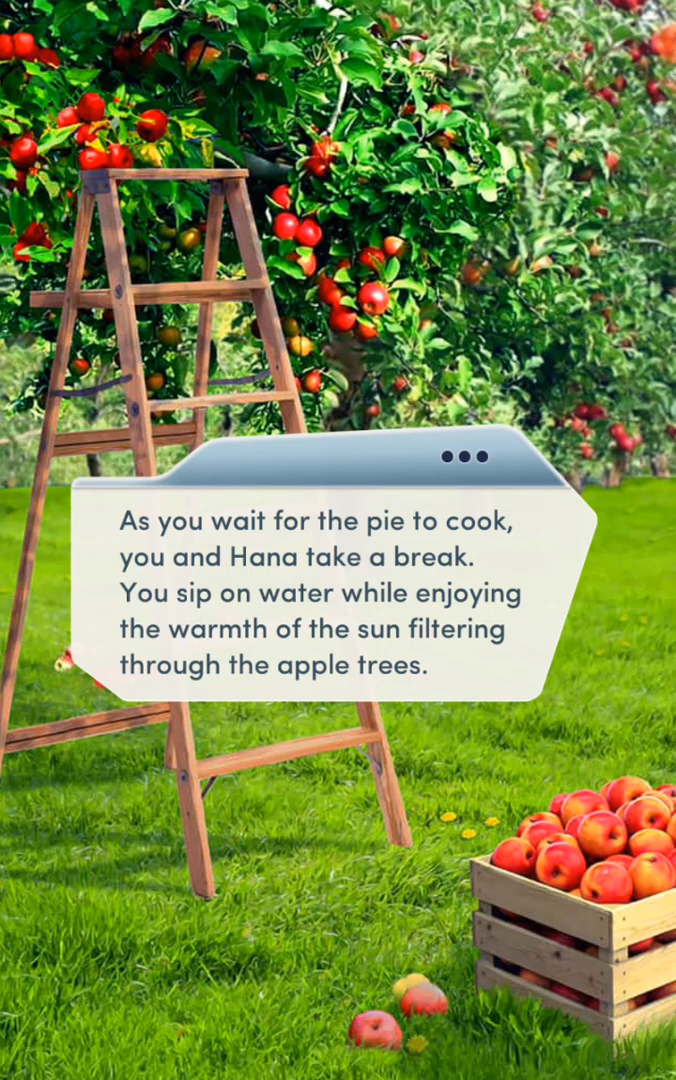 As you wait for the pie to cook,
you and Hana take a break.
You sip on water while enjoying
the warmth of the sun filtering
through the apple trees.